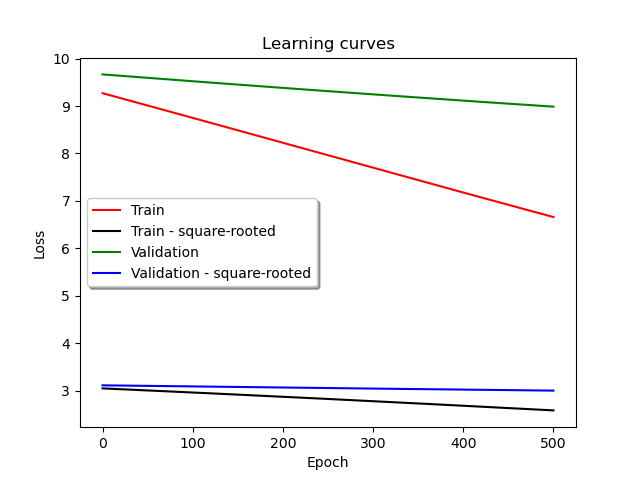 Learning curves
10
9
8
7
6
5
4
3
Loss
Train
Train - square-rooted
Validation
Validation - square-rooted
0 100 200 300 400 500
Epoch